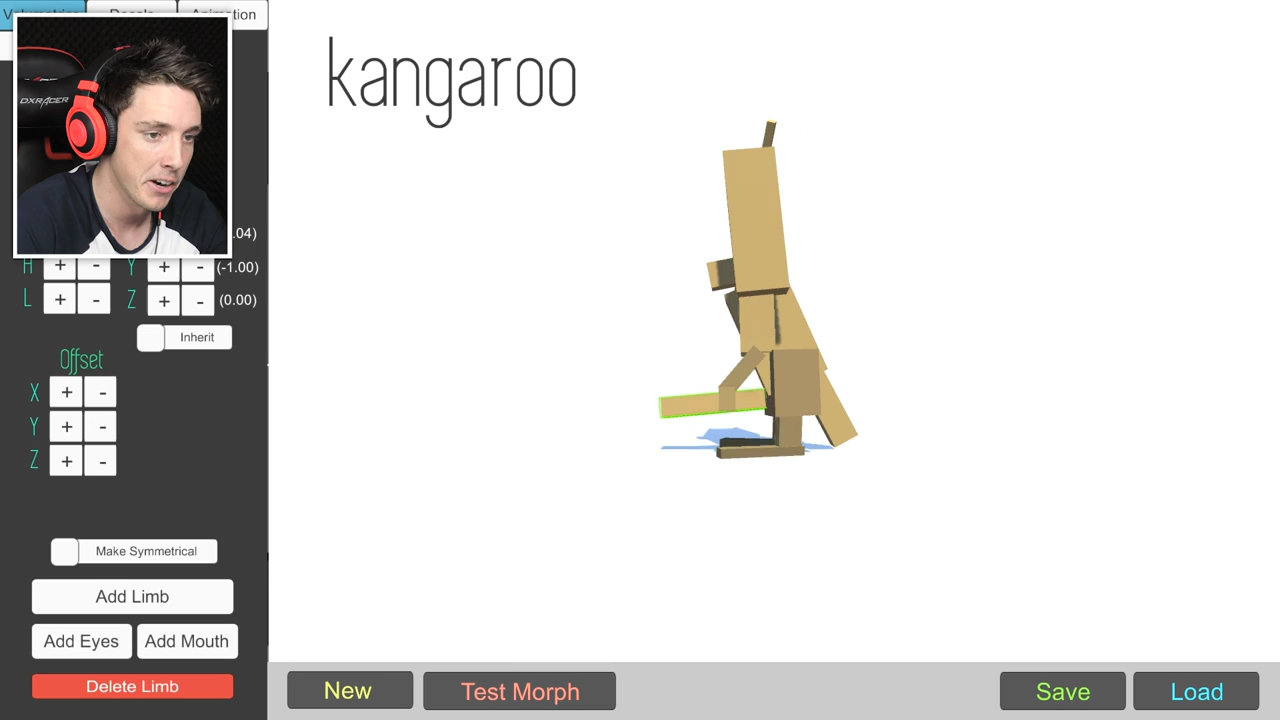 Animation
kangaroo
DXRACER
.04)
H + - Y + - (-1.00)
L + - Z + - (0.00)
Inherit
Offset
X + -
Y + -
Z + -
Make Symmetrical
Add Limb
Add Eyes Add Mouth
Delete Limb
New Test Morph Save Load